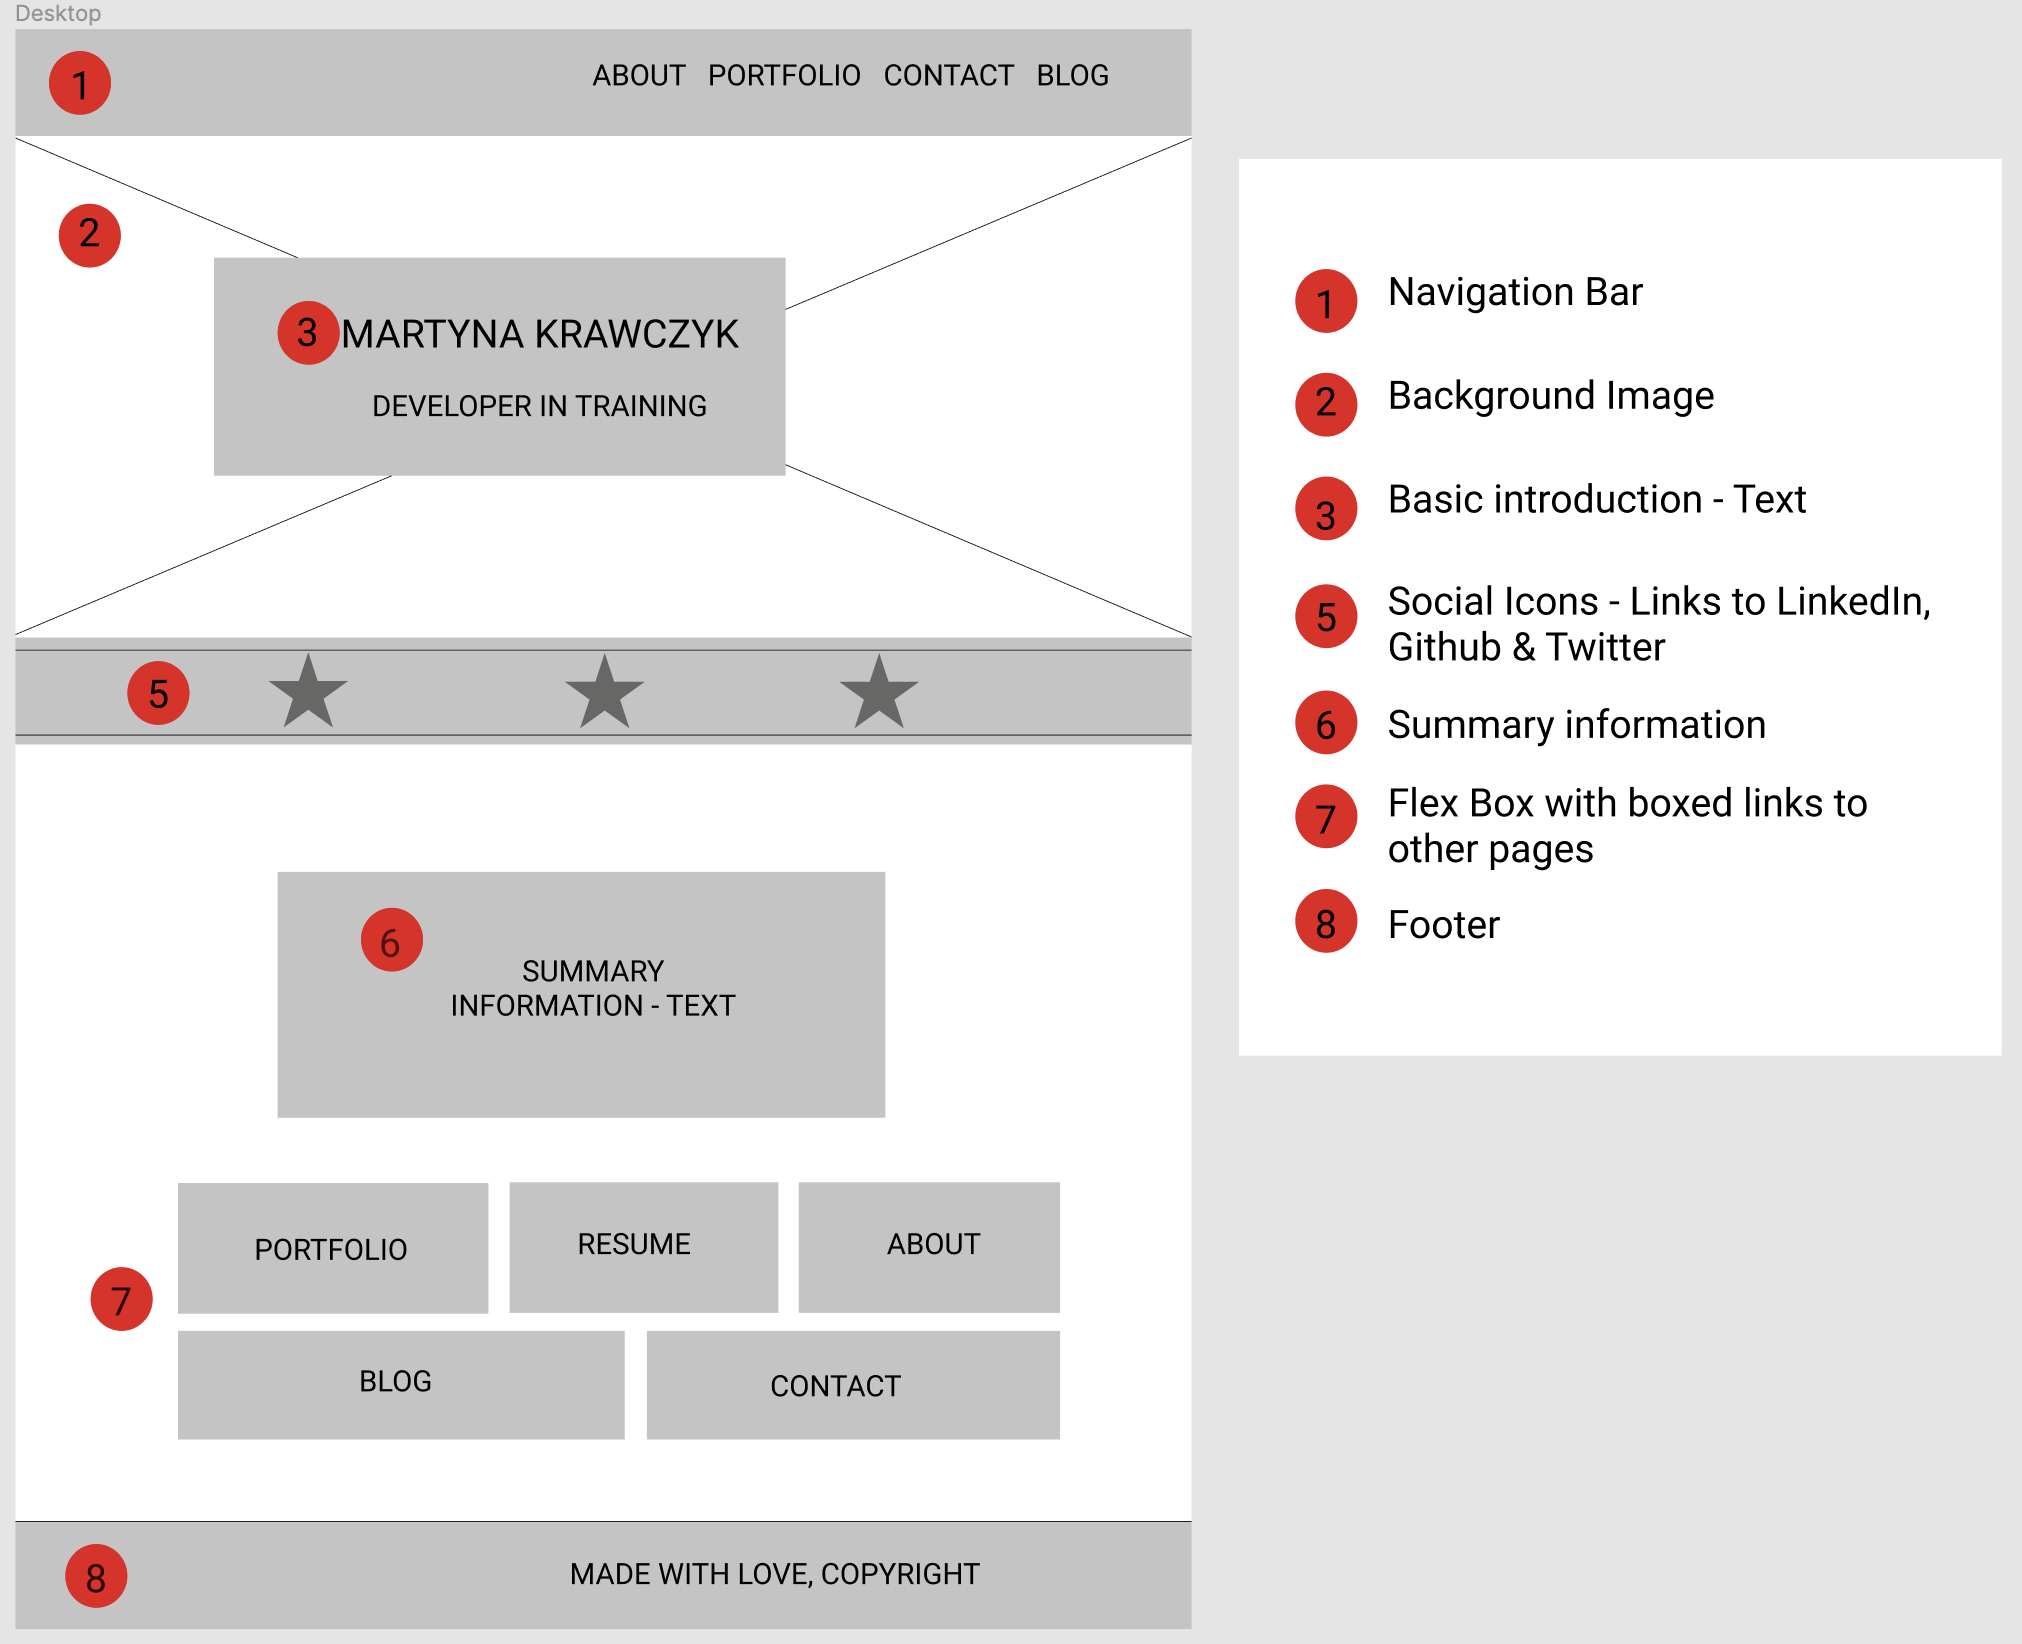 Desktop
1
ABOUT PORTFOLIO CONTACT BLOG
2
3 MARTYNA KRAWCZYK
DEVELOPER IN TRAINING
5
6
SUMMARY
INFORMATION - TEXT
PORTFOLIO
RESUME
ABOUT
7
BLOG
CONTACT
8
MADE WITH LOVE, COPYRIGHT
1 Navigation Bar
2 Background Image
3 Basic introduction - Text
5 Social Icons - Links to LinkedIn,
Github & Twitter
6 Summary information
7 Flex Box with boxed links to
other pages
8 Footer